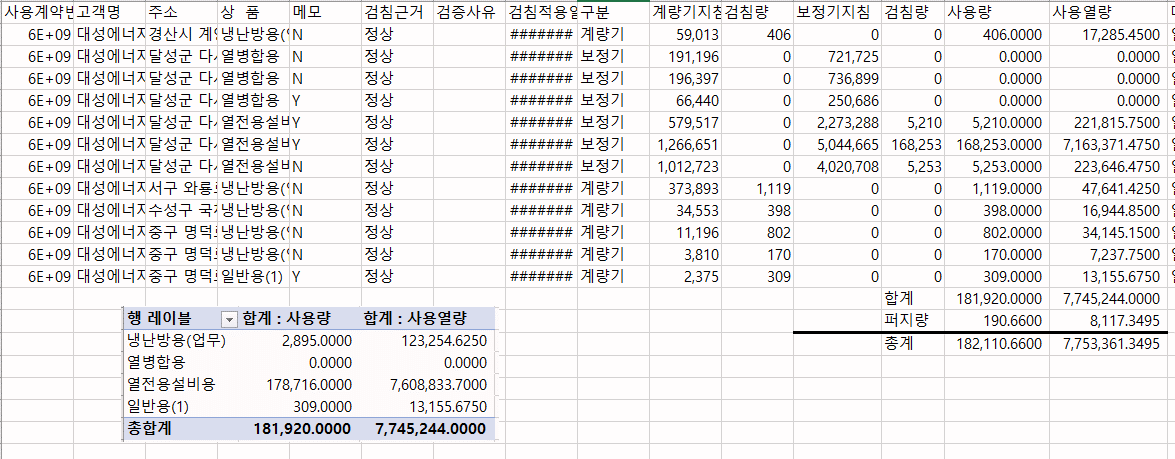 사용계약번 고객명 주소 상 품 메모 검침근거 검증사유 검침적용일 구분 계량기지침 검침량 보정기지침 검침량 사용량 사용열량
6E+09 대성에너지 경산시 계양 냉난방용(업 N 정상 ####### 계량기 59,013 406 0 0 406.0000 17,285.4500
6E+09 대성에너지 달성군 다사 열병합용 N 정상 ####### 보정기 191,196 0 721,725 0 0.0000 0.0000
6E+09 대성에너지 달성군 다사 열병합용 N 정상 ####### 보정기 196,397 0 736,899 0 0.0000 0.0000
6E+09 대성에너지 달성군 다사 열병합용 Y 정상 ####### 보정기 66,440 0 250,686 0 0.0000 0.0000
6E+09 대성에너지 달성군 다사 열전용설비 Y 정상 ####### 보정기 579,517 0 2,273,288 5,210 5,210.0000 221,815.7500
6E+09 대성에너지 달성군 다사 열전용설비 Y 정상 ####### 보정기 1,266,651 0 5,044,665 168,253 168,253.0000 7,163,371.4750
6E+09 대성에너지 달성군 다사 열전용설비 N 정상 ####### 보정기 1,012,723 0 4,020,708 5,253 5,253.0000 223,646.4750
6E+09 대성에너지 서구 와룡로 냉난방용(업 N 정상 ####### 계량기 373,893 1,119 0 0 1,119.0000 47,641.4250
6E+09 대성에너지 수성구 국채 냉난방용(업 N 정상 ####### 계량기 34,553 398 0 0 398.0000 16,944.8500
6E+09 대성에너지 중구 명덕로 냉난방용(업 N 정상 ####### 계량기 11,196 802 0 0 802.0000 34,145.1500
6E+09 대성에너지 중구 명덕로 냉난방용(업 N 정상 ####### 계량기 3,810 170 0 0 170.0000 7,237.7500
6E+09 대성에너지 중구 명덕로 일반용(1) Y 정상 ####### 계량기 2,375 309 0 0 309.0000 13,155.6750
합계 181,920.0000 7,745,244.0000
퍼지량 190.6600 8,117.3495
총계 182,110.6600 7,753,361.3495
행 레이블 합계 : 사용량 합계 : 사용열량
냉난방용(업무) 2,895.0000 123,254.6250
열병합용 0.0000 0.0000
열전용설비용 178,716.0000 7,608,833.7000
일반용(1) 309.0000 13,155.6750
총합계 181,920.0000 7,745,244.0000